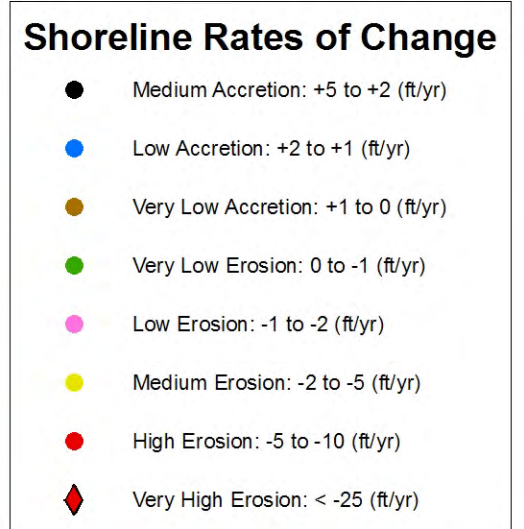 Shoreline Rates of Change
Medium Accretion: +5 to +2 (ft/yr)
Low Accretion: +2 to +1 (ft/yr)
Very Low Accretion: +1 to 0 (ft/yr)
Very Low Erosion: 0 to -1 (ft/yr)
Low Erosion: -1 to -2 (ft/yr)
Medium Erosion: -2 to -5 (ft/yr)
High Erosion: -5 to -10 (ft/yr)
Very High Erosion: < -25 (ft/yr)